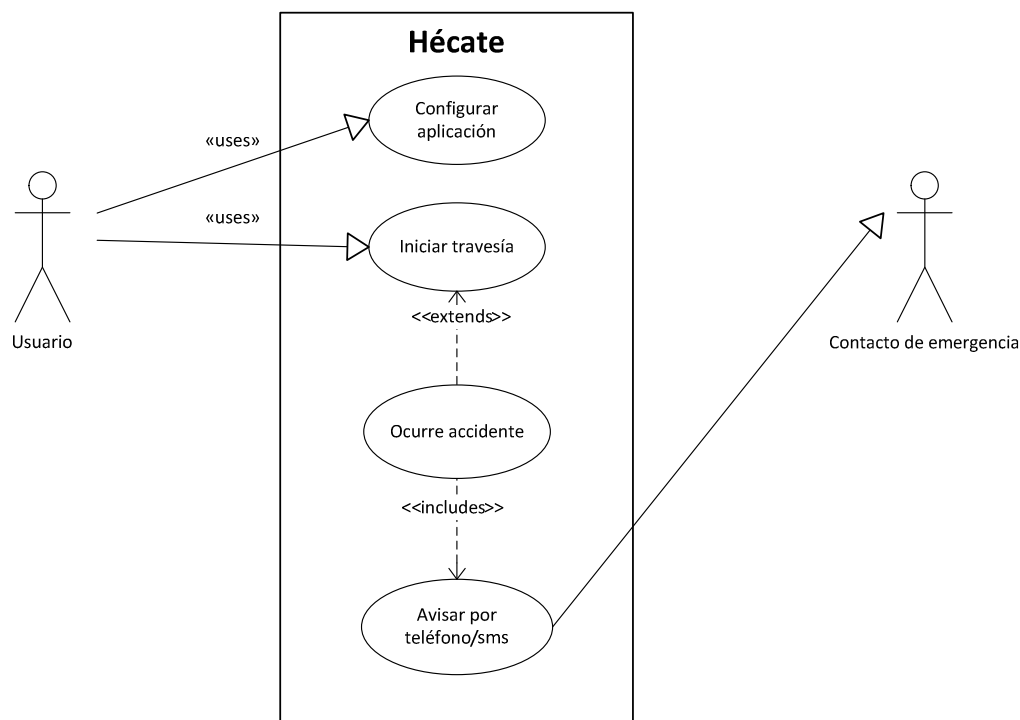 Hécate
Configurar
aplicación
«uses»
«uses»
Iniciar travesía
Usuario
<<extends>>
Contacto de emergencia
Ocurre accidente
<<includes>>
Avisar por
teléfono/sms